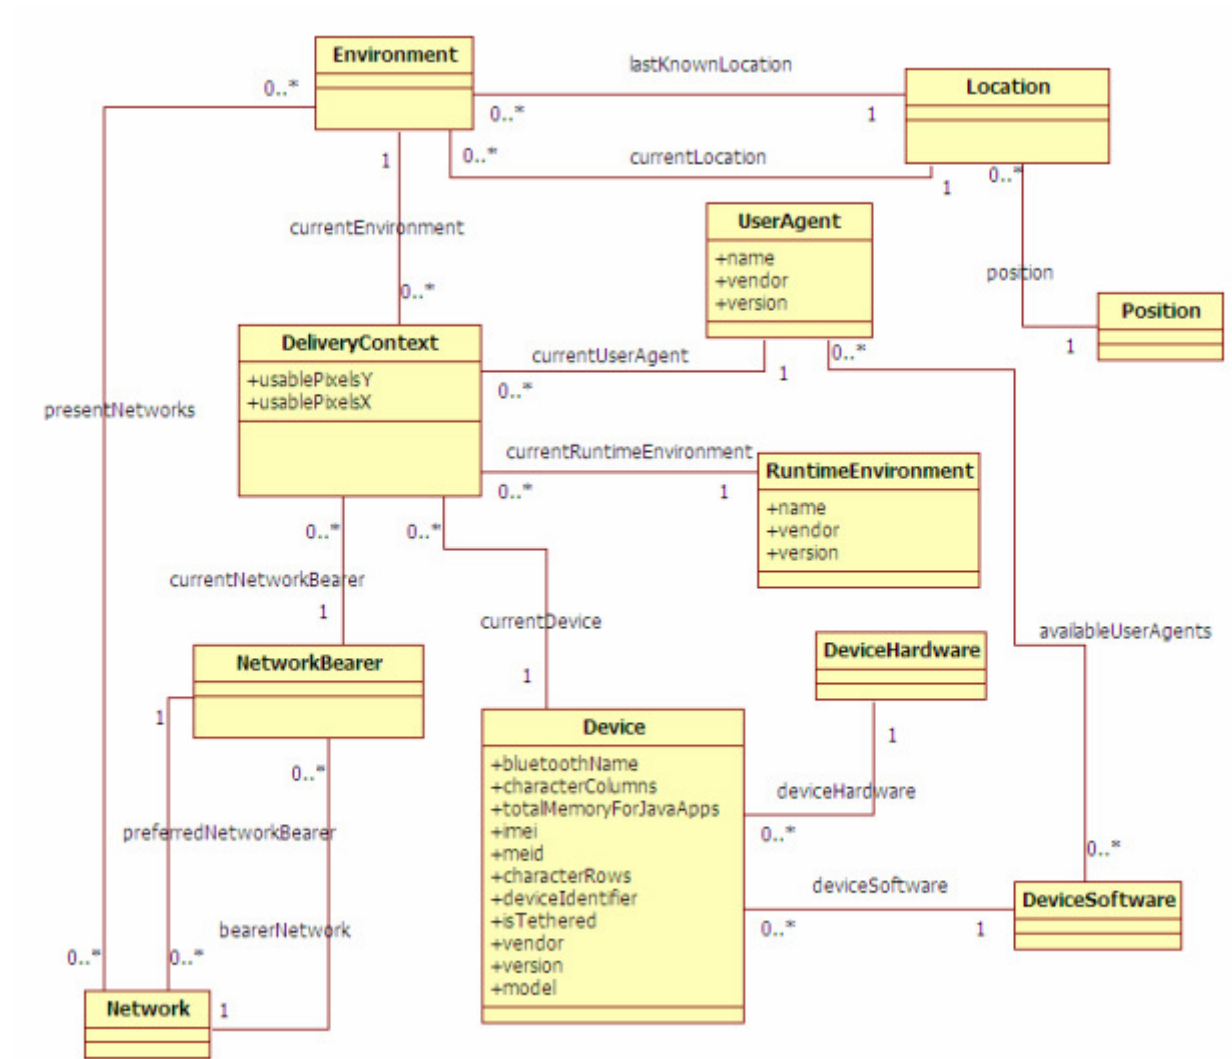 Environment
lastKnownLocation
Location
0..*
0..*
1
1
0..*
currentLocation
0..*
1
UserAgent
+name
+vendor
+version
currentEnvironment
position
0..*
Position
DeliveryContext
+usablePixelsY
+usablePixelsX
currentUserAgent
0..*
1
0..*
1
presentNetworks
currentRuntimeEnvironment
0..*
1
RuntimeEnvironment
+name
+vendor
+version
0..*
0..*
currentNetworkBearer
1
currentDevice
1
availableUserAgents
DeviceHardware
NetworkBearer
1
0..*
Device
+bluetoothName
+characterColumns
+totalMemoryForJavaApps
+imei
+meid
+characterRows
+deviceIdentifier
+isTethered
+vendor
+version
+model
1
deviceHardware
0..*
preferredNetworkBearer
0..*
deviceSoftware
0..*
1
DeviceSoftware
bearerNetwork
0..*
0..*
Network
1